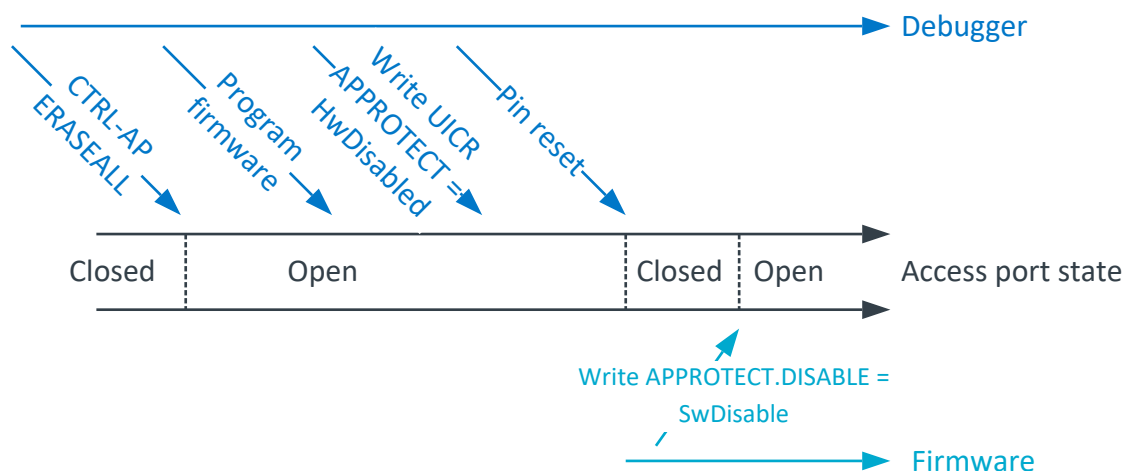 Debugger
CTRL-AP
ERASEALL
Program
firmware
Write UICR
APPROTECT =
HwDisabled
Pin reset
Closed
Open
Closed
Open
Access port state
Write APPROTECT.DISABLE =
SwDisable
Firmware